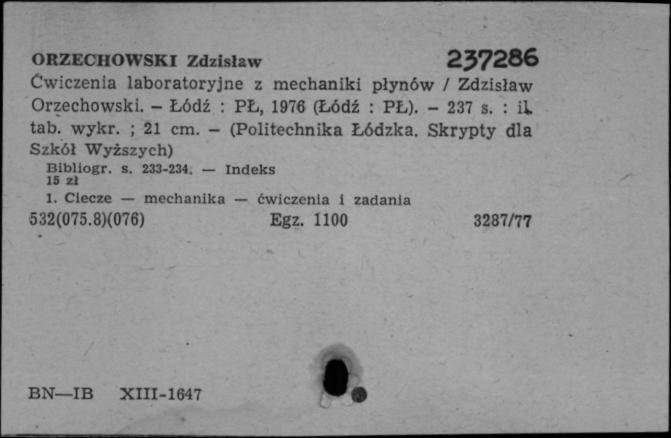 ORZECHOWSKI Zdzisław 237286
Ćwiczenia laboratoryjne z mechaniki płynów / Zdzisław
Orzechowski. – Łódź : PŁ, 1976 (Łódź : PŁ). – 237 s. : il.
tab. wykr. ; 21 cm. – (Politechnika Łódzka. Skrypty dla
Szkół Wyższych)
Bibliogr. s. 233-234. — Indeks
15 zł
1. Ciecze — mechanika — ćwiczenia i zadania
532(075.8)(076) Egz. 1100 3287/77
BN—IB XIII-1647